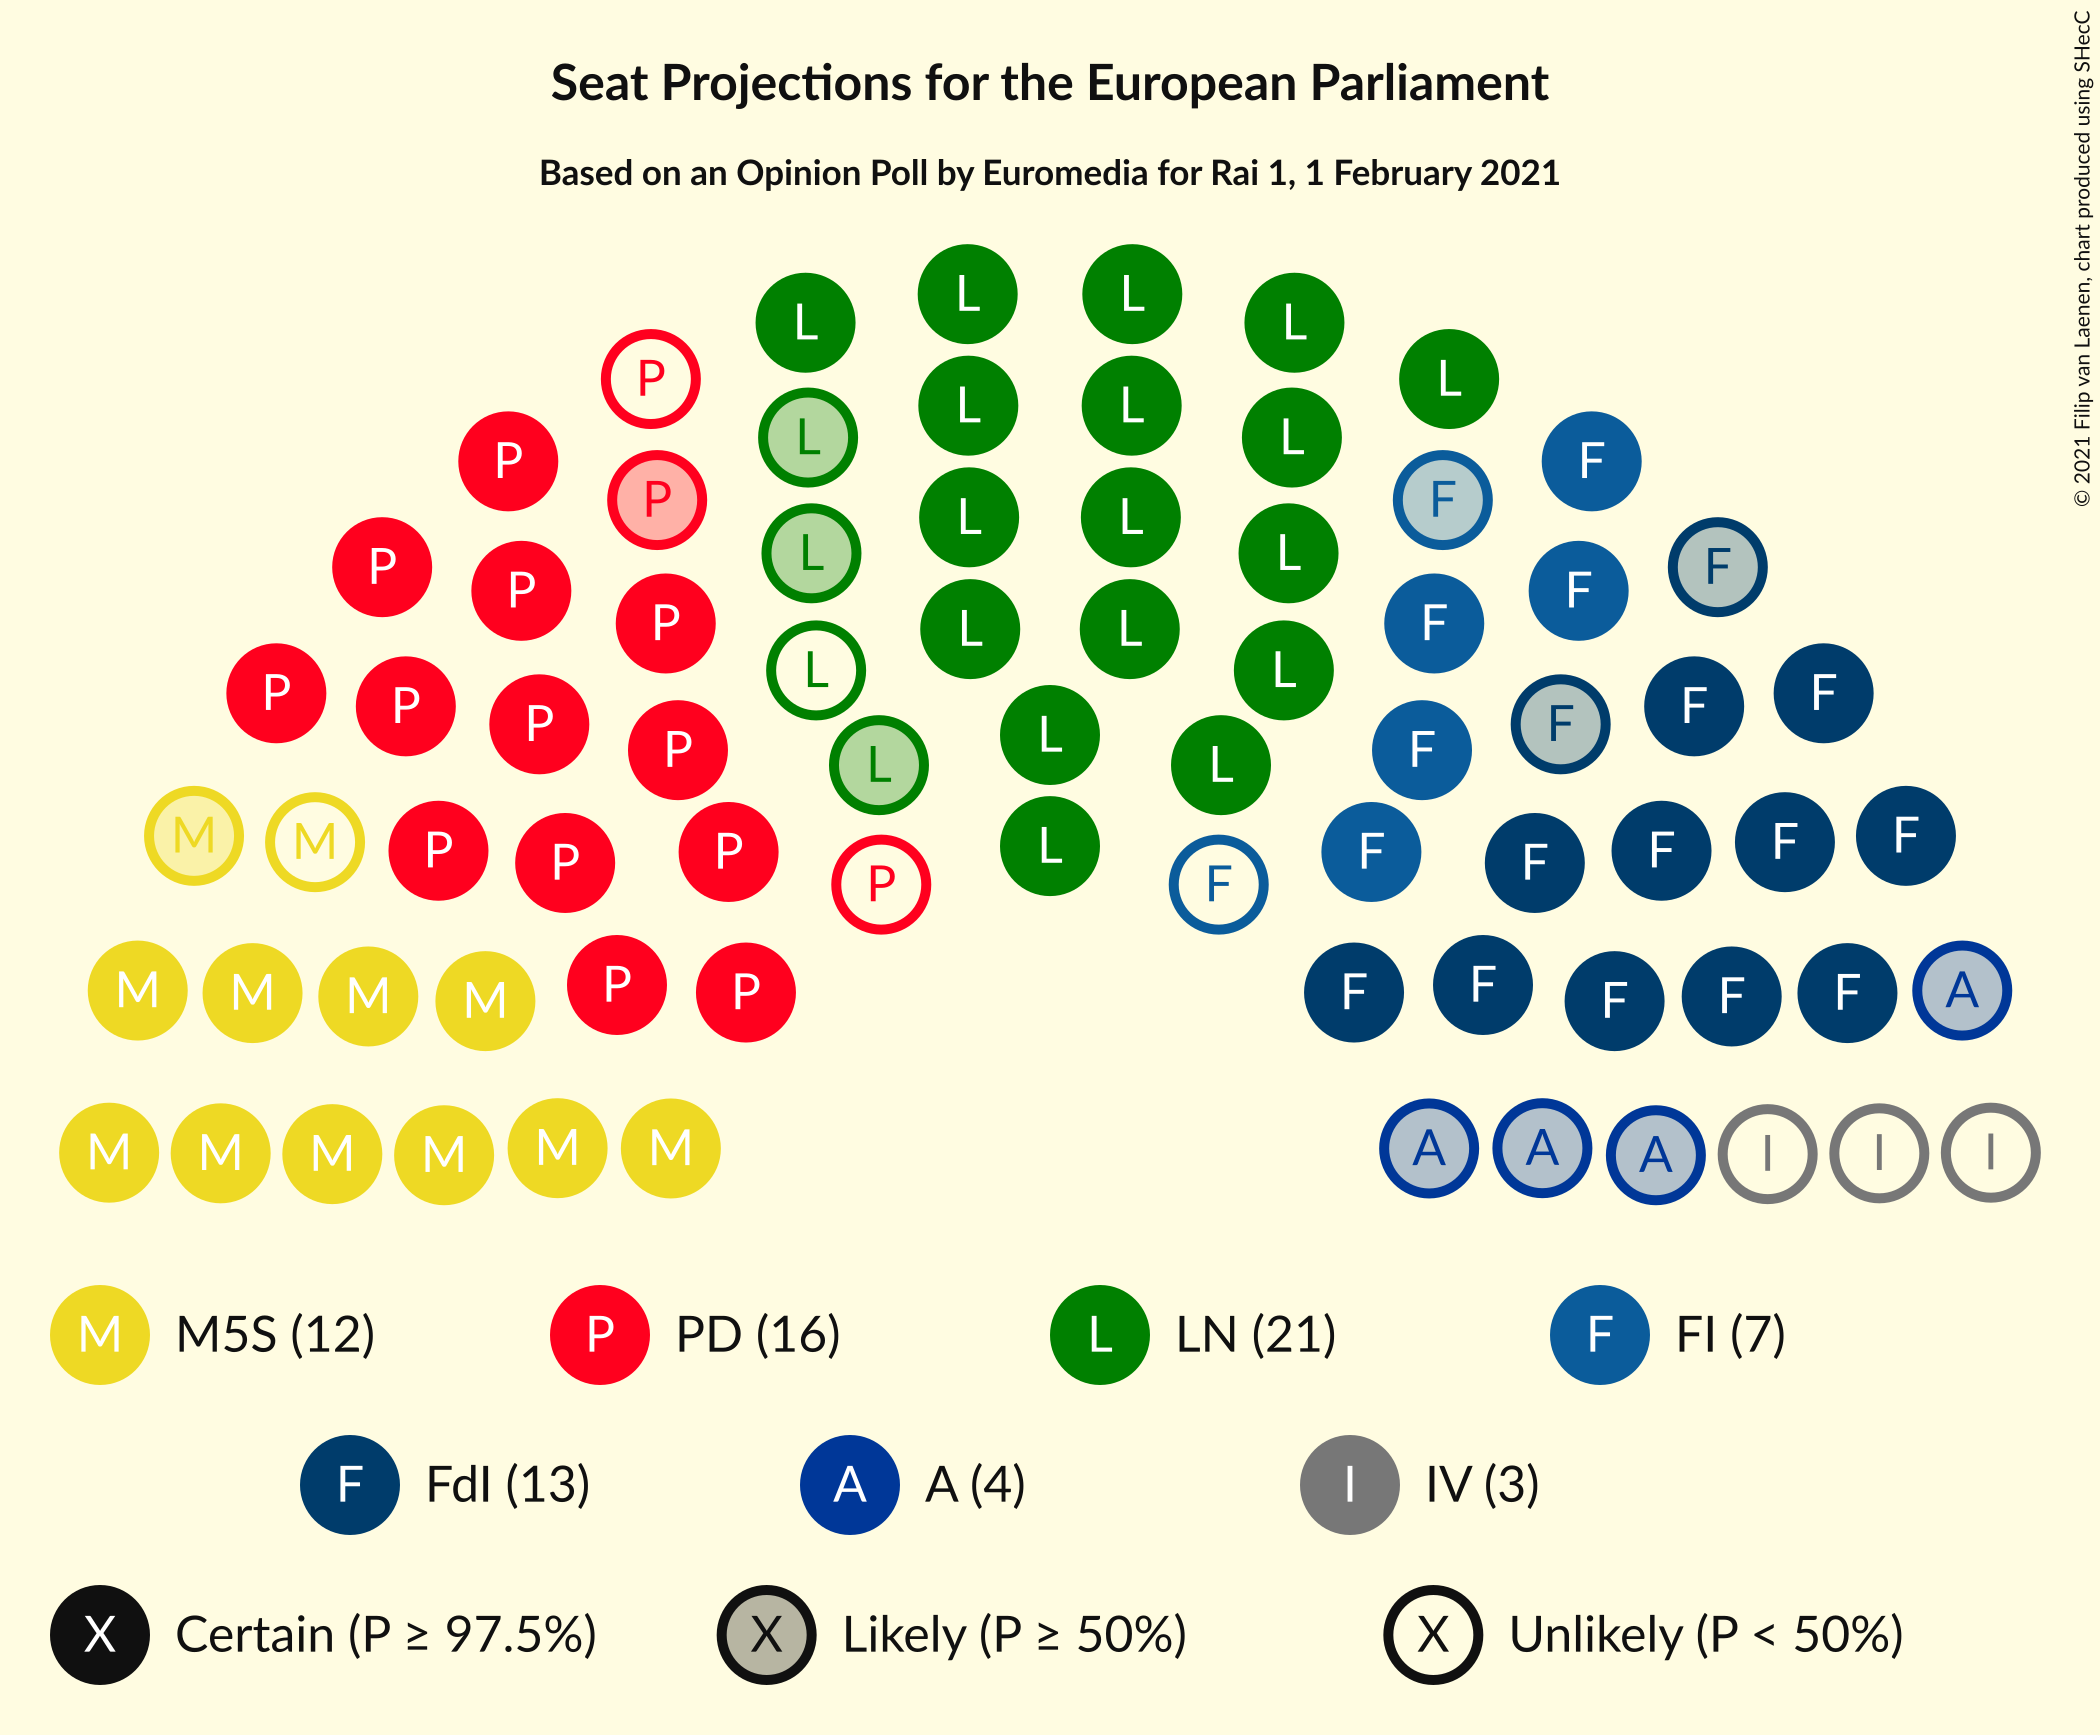 Seat Projections for the European Parliament
Based on an Opinion Poll by Euromedia for Rai 1, 1 February 2021
© 2021 Filip van Laenen, chart produced using SHecC
L L
L L
P L
L L
L L
P F
P F
L L
P L L F
P P F F
P L L F
L L
P P F F
P P F F
P L F
P L L F
M P F F
M P L F
P P F F
P F
M M P P F F F A
M M F F
M M M M M M A A A I I I
M M5S (12) P PD (16) L LN (21) F FI (7)
F FdI (13) A A (4) I IV (3)
X Certain (P ≥ 97.5%) X Likely (P ≥ 50%) X Unlikely (P < 50%)